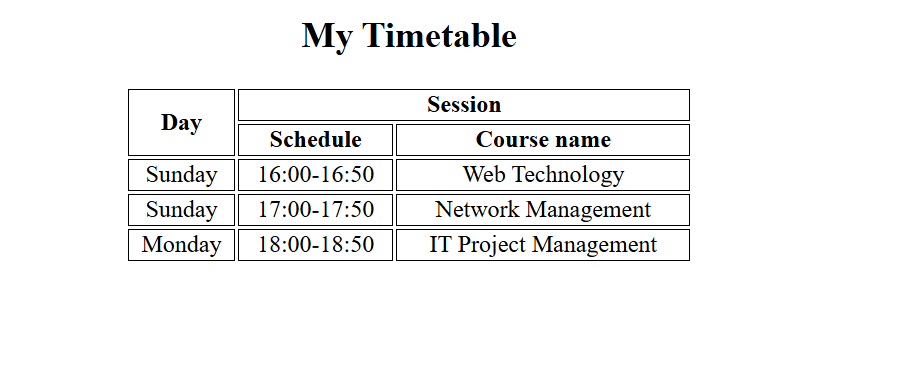 My Timetable
Session
Day
Schedule Course name
Sunday 16:00-16:50 Web Technology
Sunday 17:00-17:50 Network Management
Monday 18:00-18:50 IT Project Management